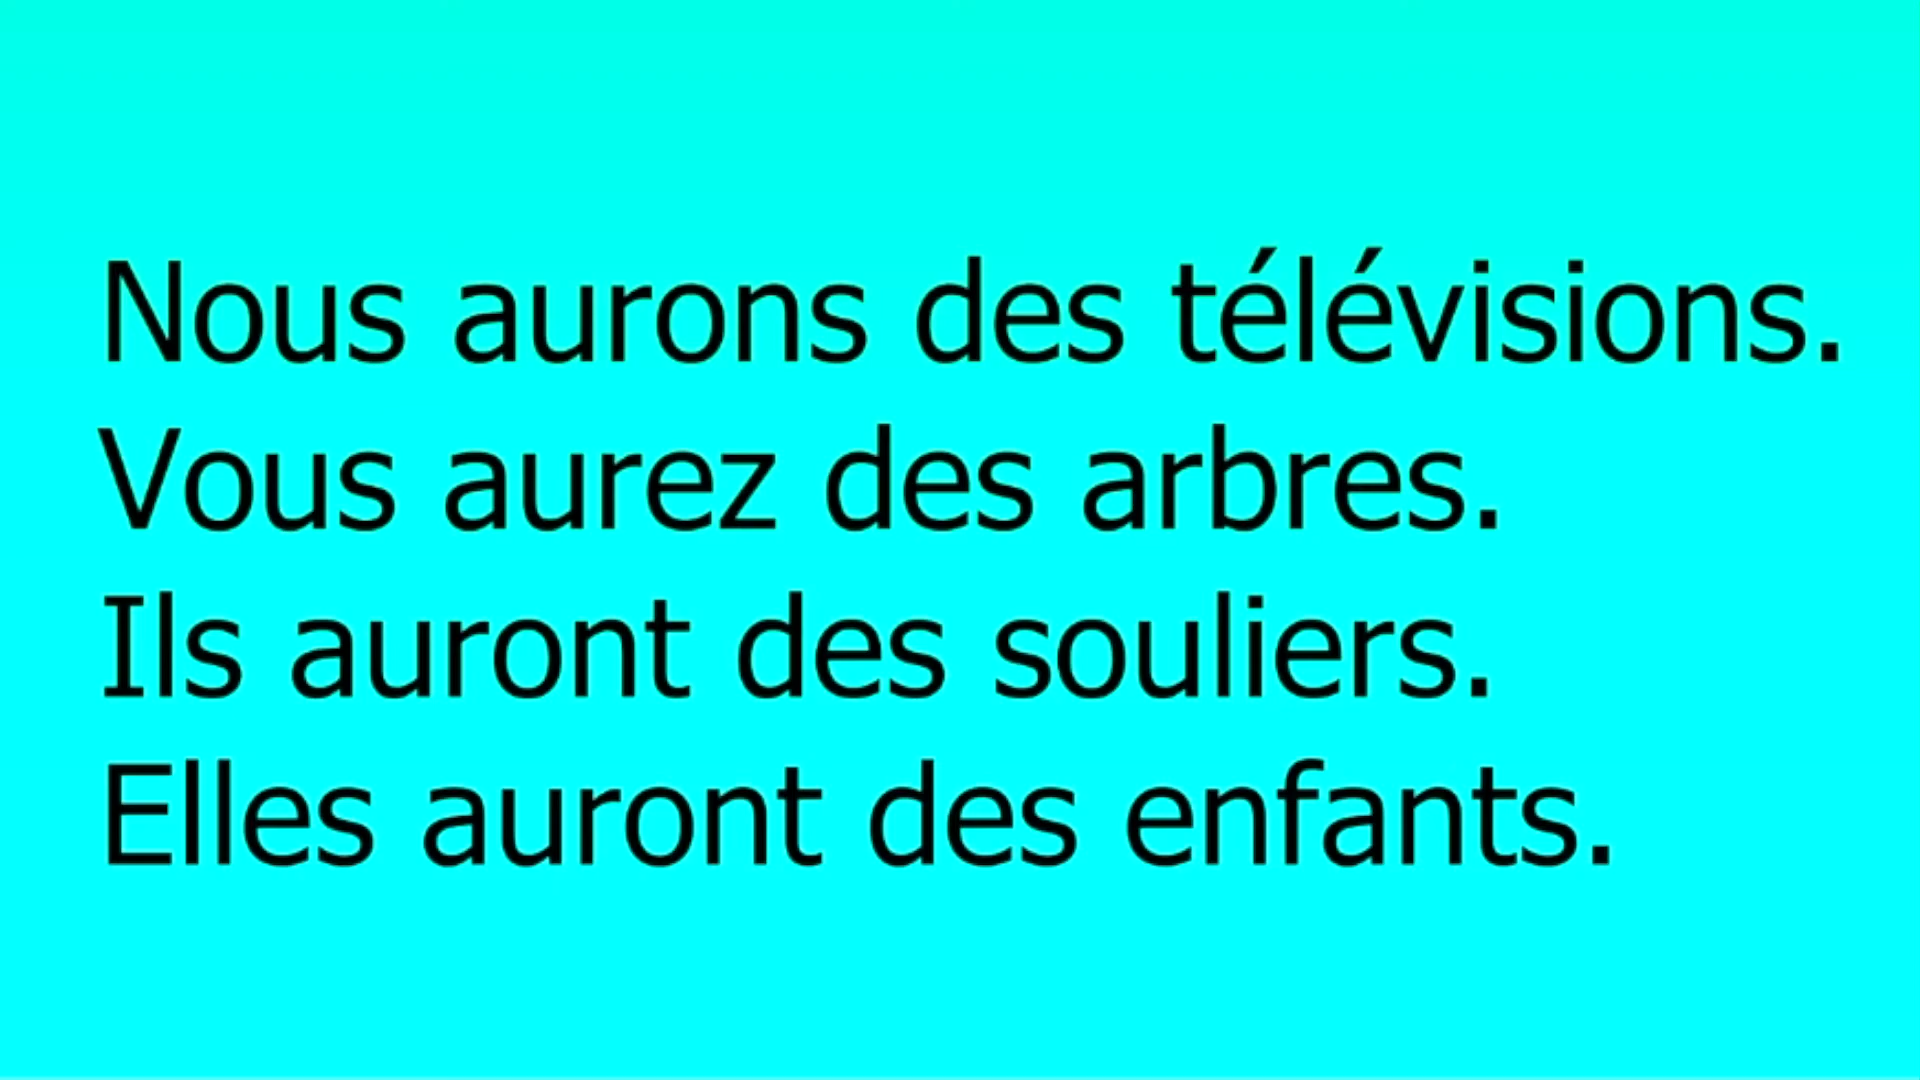 Nous aurons des télévisions.
Vous aurez des arbres.
Ils auront des souliers.
Elles auront des enfants.